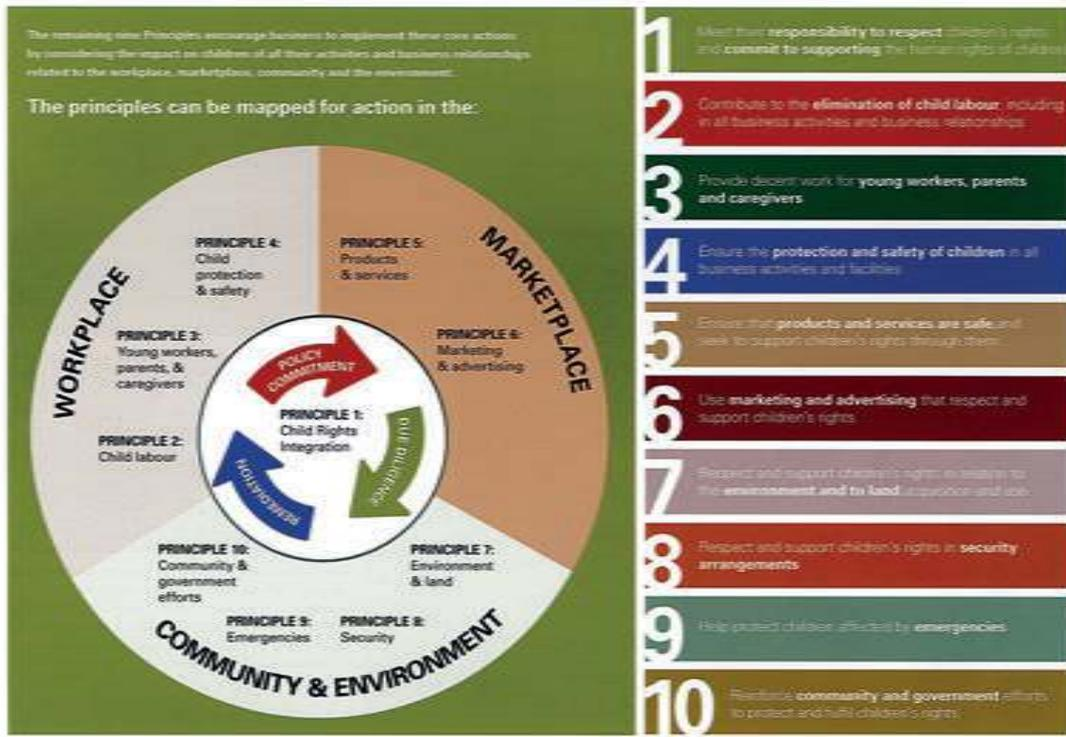 The remaining nine Principles encourage business to implement these core actions
by considering the impact on children of all their activities and business relationships
related to the workplace, marketplace, community and the environment.
The principles can be mapped for action in the:
WORKPLACE
PRINCIPLE 4:
Child
protection
& safety
PRINCIPLE 3:
Young workers,
parents, &
caregivers
PRINCIPLE 2:
Child labour
MARKETPLACE
PRINCIPLE 5:
Products
& services
PRINCIPLE 6:
Marketing
& advertising
POLICY
COMMITMENT
PRINCIPLE 1:
Child Rights
Integration
DUE DILIGENCE
REMEDIATION
PRINCIPLE 10:
Community &
government
efforts
PRINCIPLE 9:
Emergencies
PRINCIPLE 8:
Security
PRINCIPLE 7:
Environment
& land
COMMUNITY & ENVIRONMENT
1
Meet their responsibility to respect children's rights
and commit to supporting the human rights of children
2
Contribute to the elimination of child labour, including
in all business activities and business relationships
3
Provide decent work for young workers, parents
and caregivers
4
Ensure the protection and safety of children in all
business activities and facilities
5
Ensure that products and services are safe, and
seek to support children's rights through them
6
Use marketing and advertising that respect and
support children's rights
7
Respect and support children's rights in relation to
the environment and to land acquisition and use
8
Respect and support children's rights in security
arrangements
9
Help protect children affected by emergencies
10
Reinforce community and government efforts
to protect and fulfil children's rights